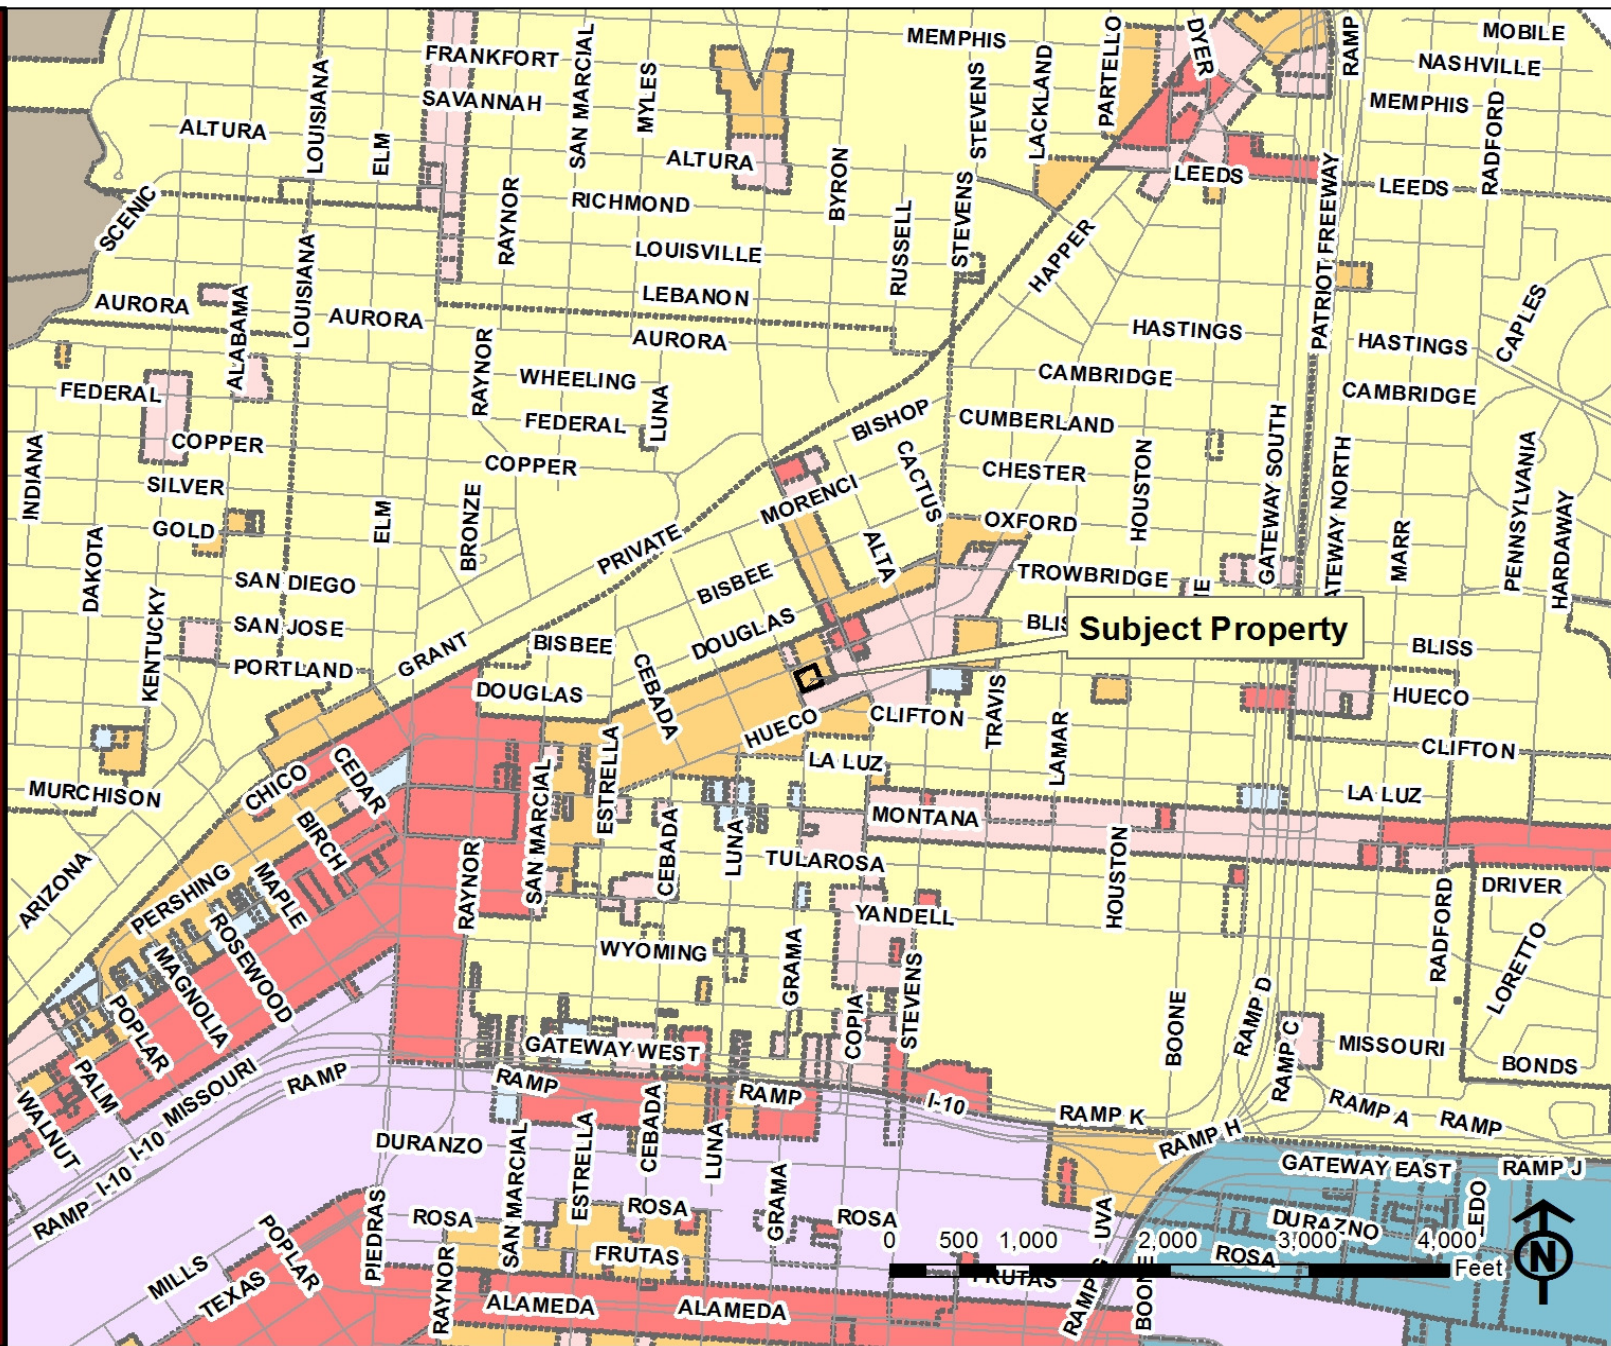 FRANKFORT
MEMPHIS
MOBILE
NASHVILLE
SAVANNAH
MEMPHIS
ALTURA
LOUISIANA
ELM
SAN MARCIAL
MYLES
ALTURA
BYRON
STEVENS
LACKLAND
PARTELLO
DYER
RAMP
RADFORD
LEEDS
LEEDS
SCENIC
RAYNOR
RICHMOND
LOUISVILLE
LEBANON
RUSSELL
STEVENS
HAPPER
PATRIOT FREEWAY
AURORA
ALABAMA
LOUISIANA
AURORA
AURORA
HASTINGS
HASTINGS
CAPLES
FEDERAL
RAYNOR
WHEELING
LUNA
FEDERAL
CAMBRIDGE
CAMBRIDGE
BISHOP
CUMBERLAND
COPPER
COPPER
INDIANA
SILVER
GOLD
ELM
BRONZE
MORENCI
CACTUS
CHESTER
HOUSTON
GATEWAY SOUTH
PENNSYLVANIA
HARDAWAY
OXFORD
PRIVATE
ALTA
MARR
DAKOTA
SAN DIEGO
BISBEE
TROWBRIDGE
KENTUCKY
SAN JOSE
GRANT
BISBEE
DOUGLAS
Subject Property
BLISS
PORTLAND
DOUGLAS
CEBADA
HUECO
HUECO
CLIFTON
TRAVIS
LAMAR
CLIFTON
MURCHISON
CHICO
CEDAR
ESTRELLA
LA LUZ
LA LUZ
BIRCH
SAN MARCIAL
CEBADA
LUNA
MONTANA
HOUSTON
TULAROSA
ARIZONA
PERSHING
MAPLE
RAYNOR
YANDELL
RADFORD
DRIVER
ROSEWOOD
WYOMING
GRAMA
LORETTO
MAGNOLIA
STEVENS
COPIA
BOONE
RAMP D
RAMP C
POPLAR
GATEWAY WEST
MISSOURI
BONDS
PALM
MISSOURI
RAMP
RAMP
RAMP
I-10
RAMP K
RAMP A
RAMP
WALNUT
I-10
DURANZO
SAN MARCIAL
ESTRELLA
CEBADA
LUNA
RAMP H
GATEWAY EAST
RAMP J
I-10
RAMP
PIEDRAS
ROSA
ROSA
GRAMA
ROSA
UVA
DURAZNO
POPLAR
MILLS
TEXAS
RAYNOR
FRUTAS
FRUTAS
ROSA
0 500 1,000 2,000 3,000 4,000
Feet
N
ALAMEDA
ALAMEDA
RAMP G
BOONE